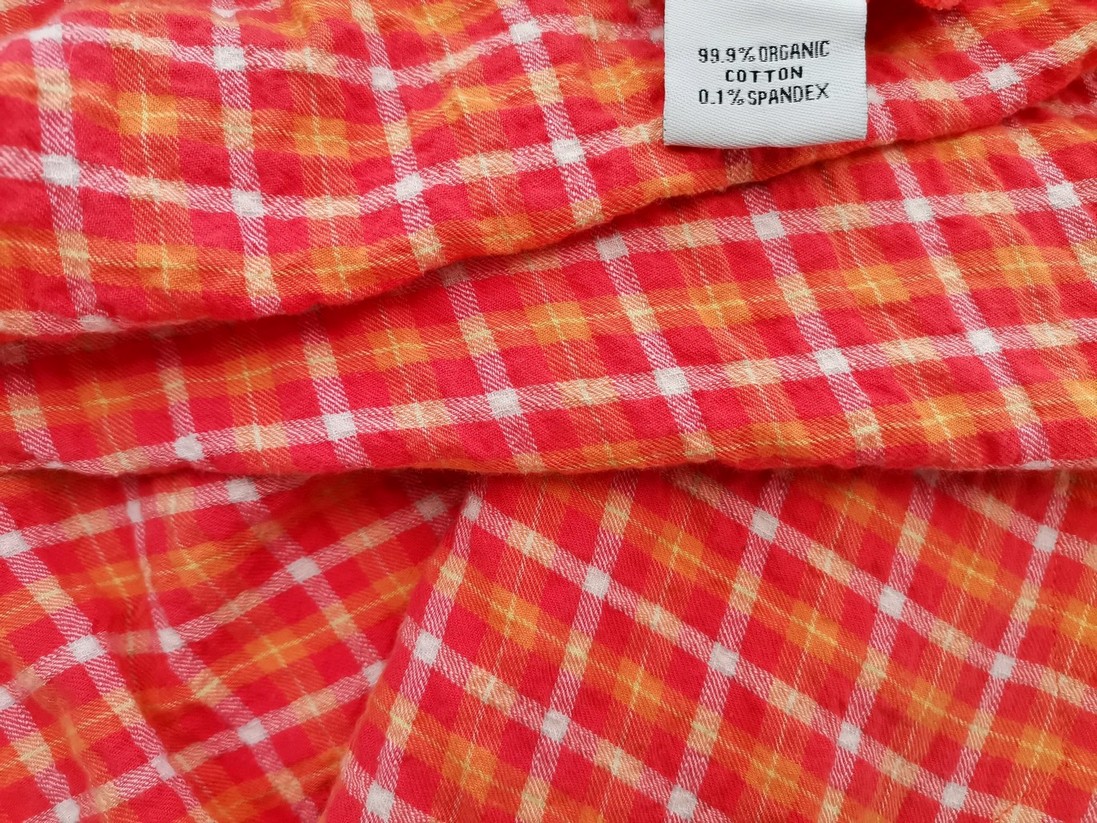 99.9% ORGANIC
COTTON
0.1% SPANDEX